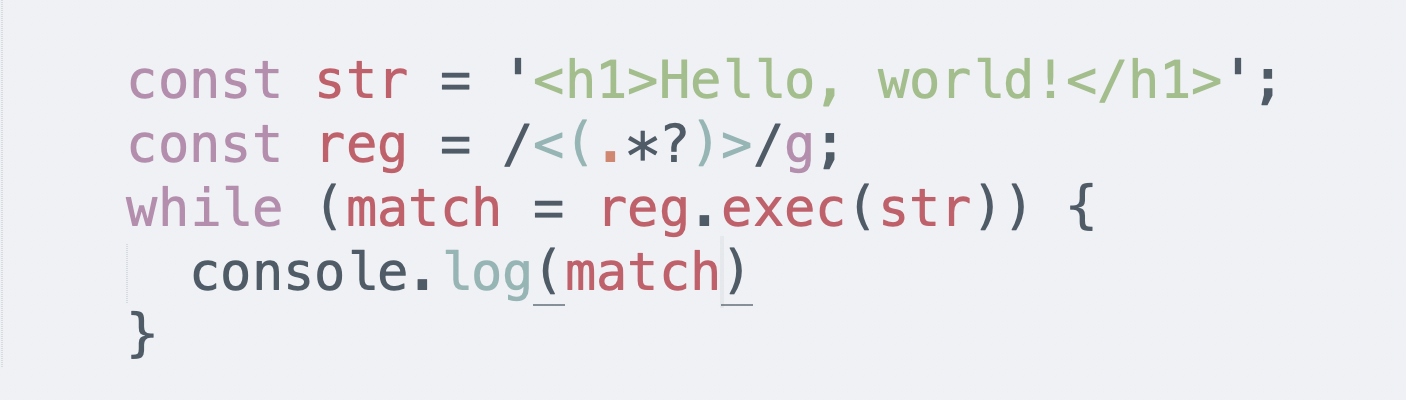 const str = '<h1>Hello, world!</h1>';
const reg = /<(.*?)>/g;
while (match = reg.exec(str)) {
  console.log(match)
}